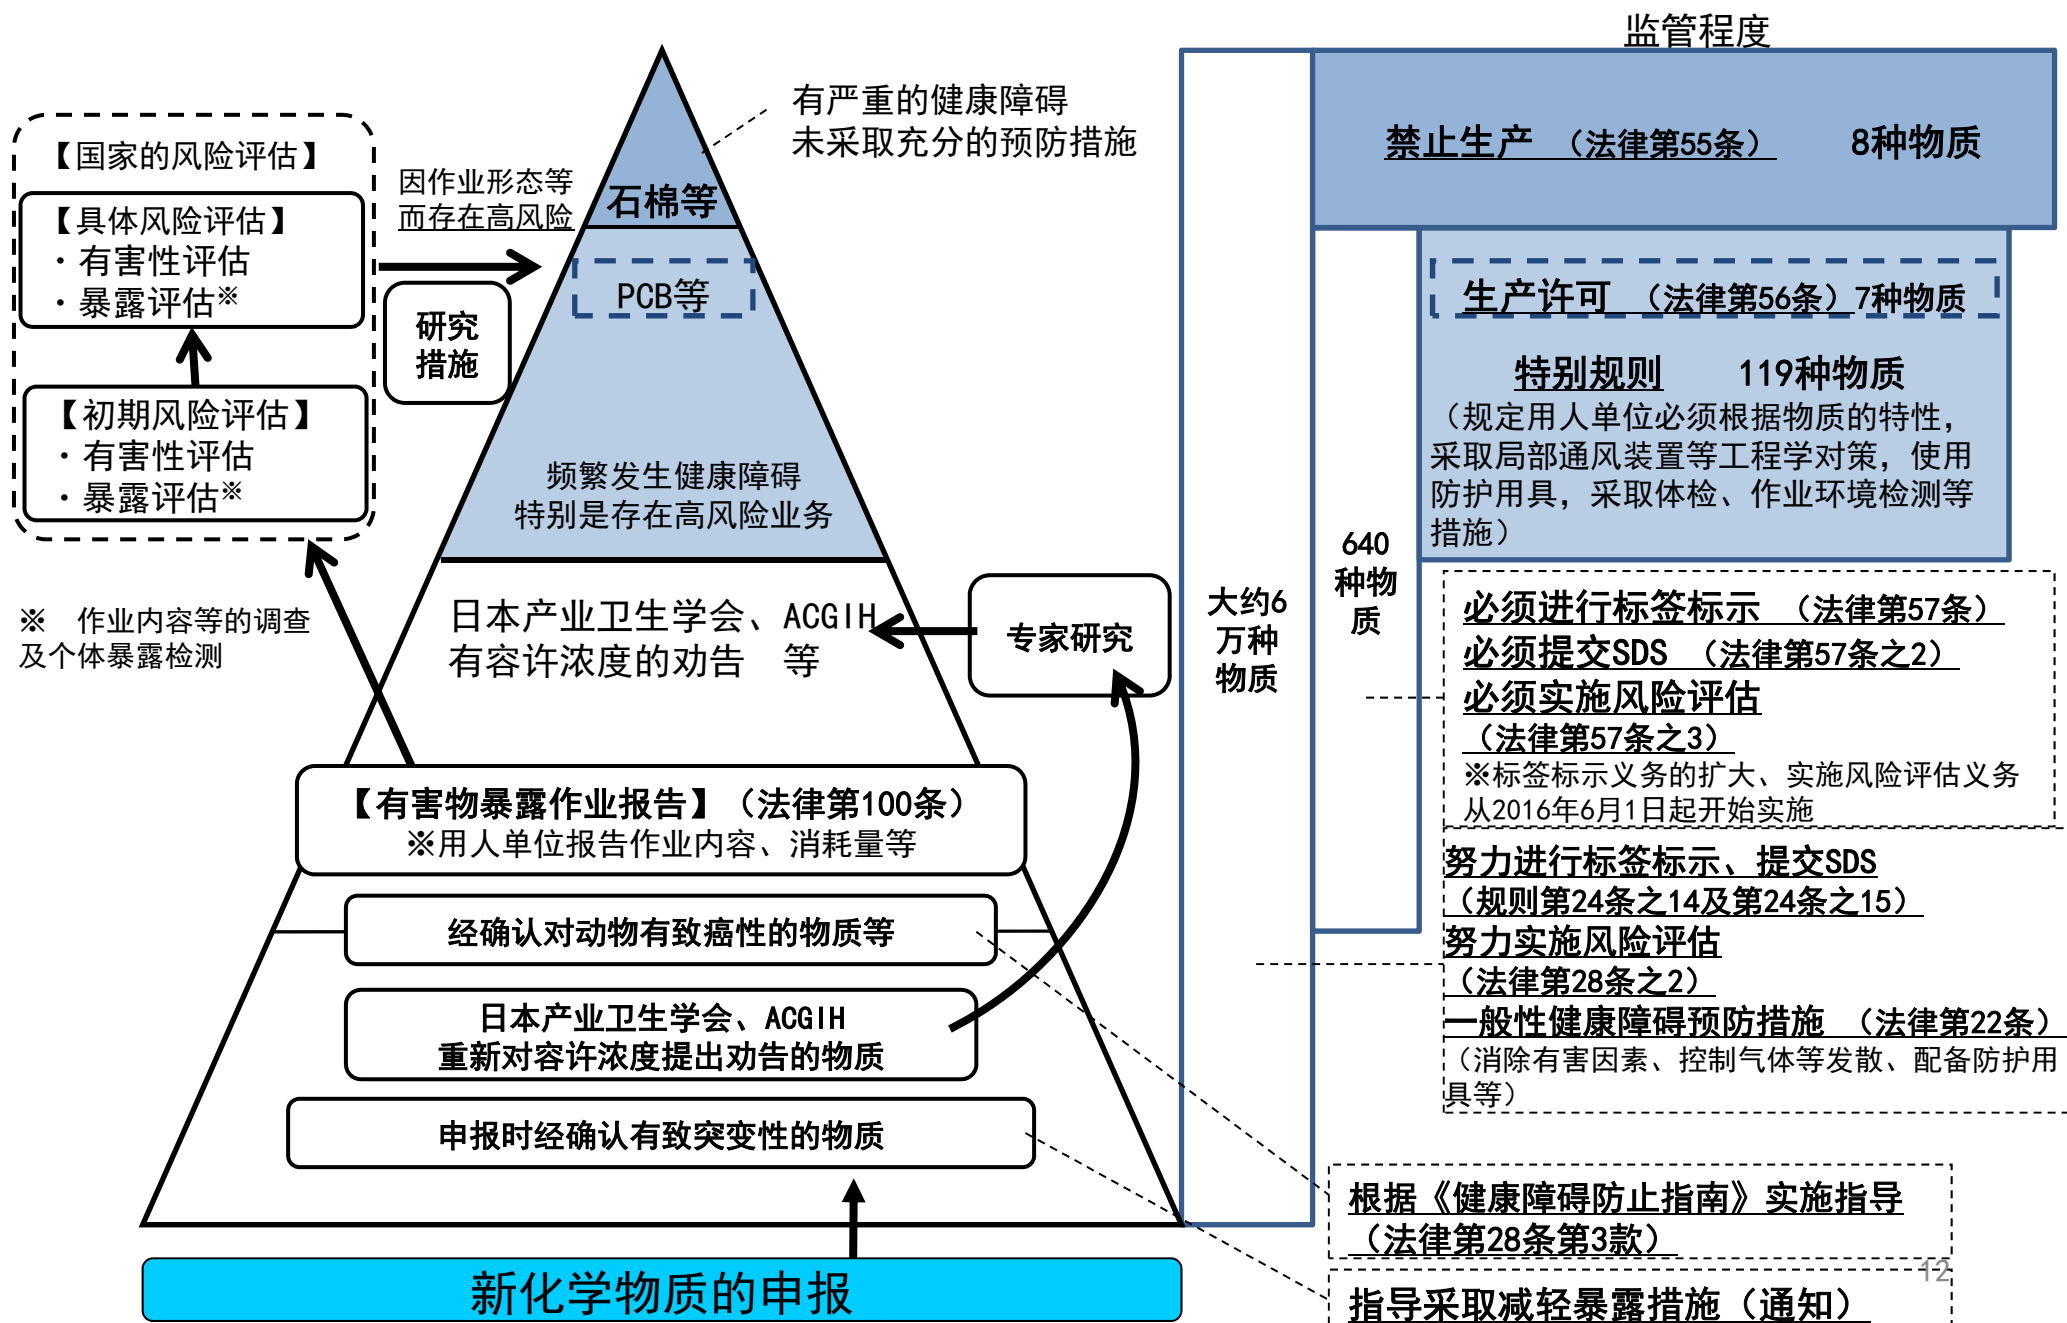 监管程度
有严重的健康障碍
未采取充分的预防措施
禁止生产 （法律第55条） 8种物质
【国家的风险评估】
【具体风险评估】
・有害性评估
・暴露评估※
因作业形态等
而存在高风险
研究
措施
【初期风险评估】
・有害性评估
・暴露评估※
※ 作业内容等的调查
及个体暴露检测
石棉等
PCB等
频繁发生健康障碍
特别是存在高风险业务
生产许可 （法律第56条）7种物质
特别规则 119种物质
（规定用人单位必须根据物质的特性，
采取局部通风装置等工程学对策，使用
防护用具，采取体检、作业环境检测等
措施）
日本产业卫生学会、ACGIH
有容许浓度的劝告 等
专家研究
大约6
万种
物质
640
种物
质
必须进行标签标示 （法律第57条）
必须提交SDS （法律第57条之2）
必须实施风险评估
（法律第57条之3）
※标签标示义务的扩大、实施风险评估义务
从2016年6月1日起开始实施
【有害物暴露作业报告】（法律第100条）
※用人单位报告作业内容、消耗量等
努力进行标签标示、提交SDS
（规则第24条之14及第24条之15）
努力实施风险评估
（法律第28条之2）
一般性健康障碍预防措施 （法律第22条）
（消除有害因素、控制气体等发散、配备防护用
具等）
经确认对动物有致癌性的物质等
日本产业卫生学会、ACGIH
重新对容许浓度提出劝告的物质
申报时经确认有致突变性的物质
根据《健康障碍防止指南》实施指导
（法律第28条第3款）
12
新化学物质的申报
指导采取减轻暴露措施（通知）